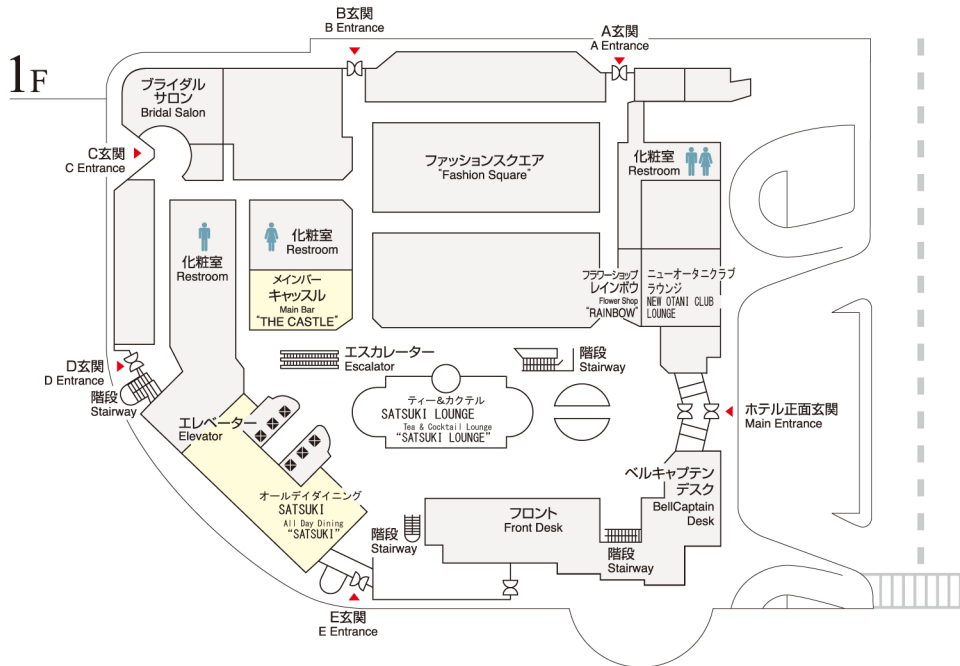 1F
B玄関
B Entrance
A玄関
A Entrance
ブライダル
サロン
Bridal Salon
C玄関
C Entrance
ファッションスクエア
"Fashion Square"
化粧室
Restroom
化粧室
Restroom
化粧室
Restroom
メインバー
キャッスル
Main Bar
"THE CASTLE"
フラワーショップ
レインボウ
Flower Shop
"RAINBOW"
ニューオータニクラブ
ラウンジ
NEW OTANI CLUB
LOUNGE
D玄関
D Entrance
階段
Stairway
エスカレーター
Escalator
階段
Stairway
エレベーター
Elevator
ティー&カクテル
SATSUKI LOUNGE
Tea & Cocktail Lounge
“SATSUKI LOUNGE”
ホテル正面玄関
Main Entrance
ベルキャプテン
デスク
BellCaptain
Desk
オールデイダイニング
SATSUKI
All Day Dining
“SATSUKI”
階段
Stairway
フロント
Front Desk
階段
Stairway
E玄関
E Entrance